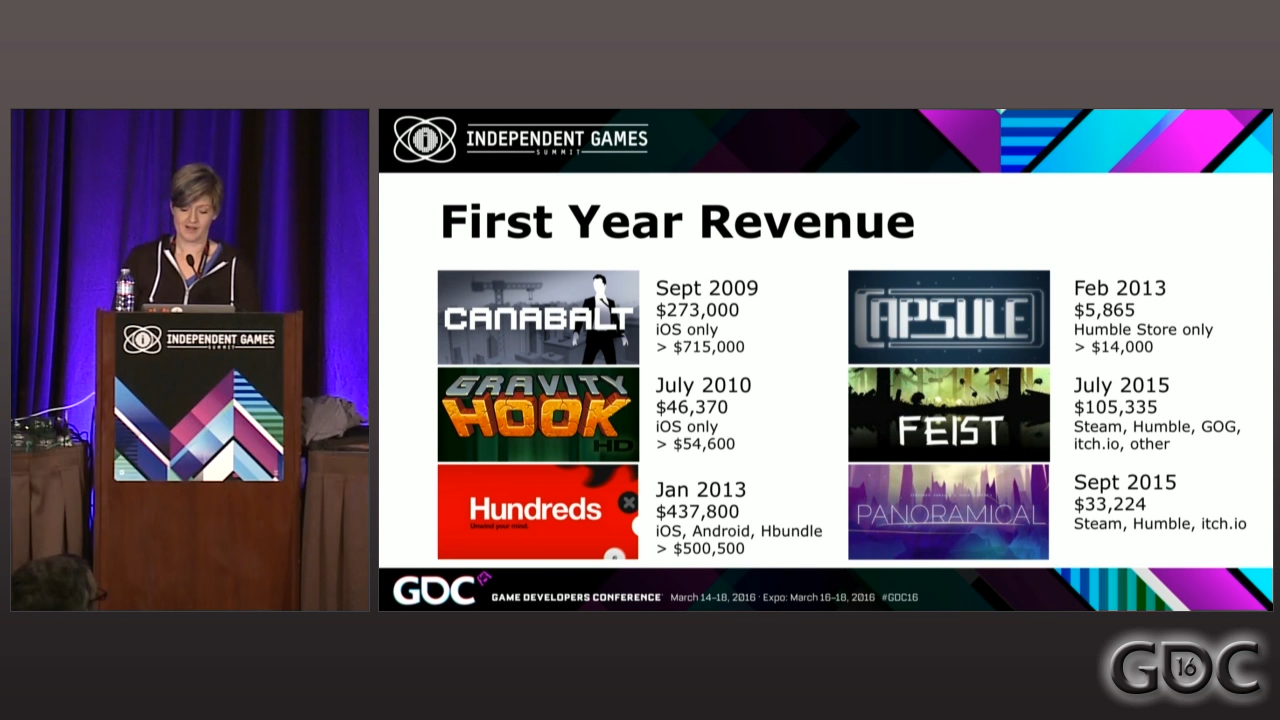 INDEPENDENT GAMES
SUMMIT
INDEPENDENT GAMES
SUMMIT
First Year Revenue
CANABALT
Sept 2009
$273,000
iOS only
> $715,000
GRAVITY
HOOK
HD
July 2010
$46,370
iOS only
> $54,600
Hundreds
Unwind your mind.
Jan 2013
$437,800
iOS, Android, Hbundle
> $500,500
CAPSULE
Feb 2013
$5,865
Humble Store only
> $14,000
FEIST
July 2015
$105,335
Steam, Humble, GOG,
itch.io, other
PANORAMICAL
Sept 2015
$33,224
Steam, Humble, itch.io
GDC GAME DEVELOPERS CONFERENCE March 14-18, 2016 · Expo: March 16-18, 2016 #GDC16
GDC 16